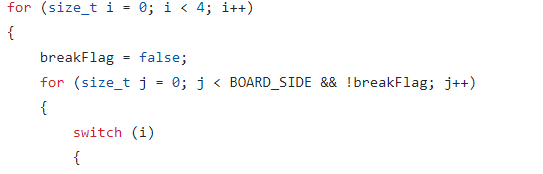 for (size_t i = 0; i < 4; i++)
{
    breakFlag = false;
    for (size_t j = 0; j < BOARD_SIDE && !breakFlag; j++)
    {
        switch (i)
        {